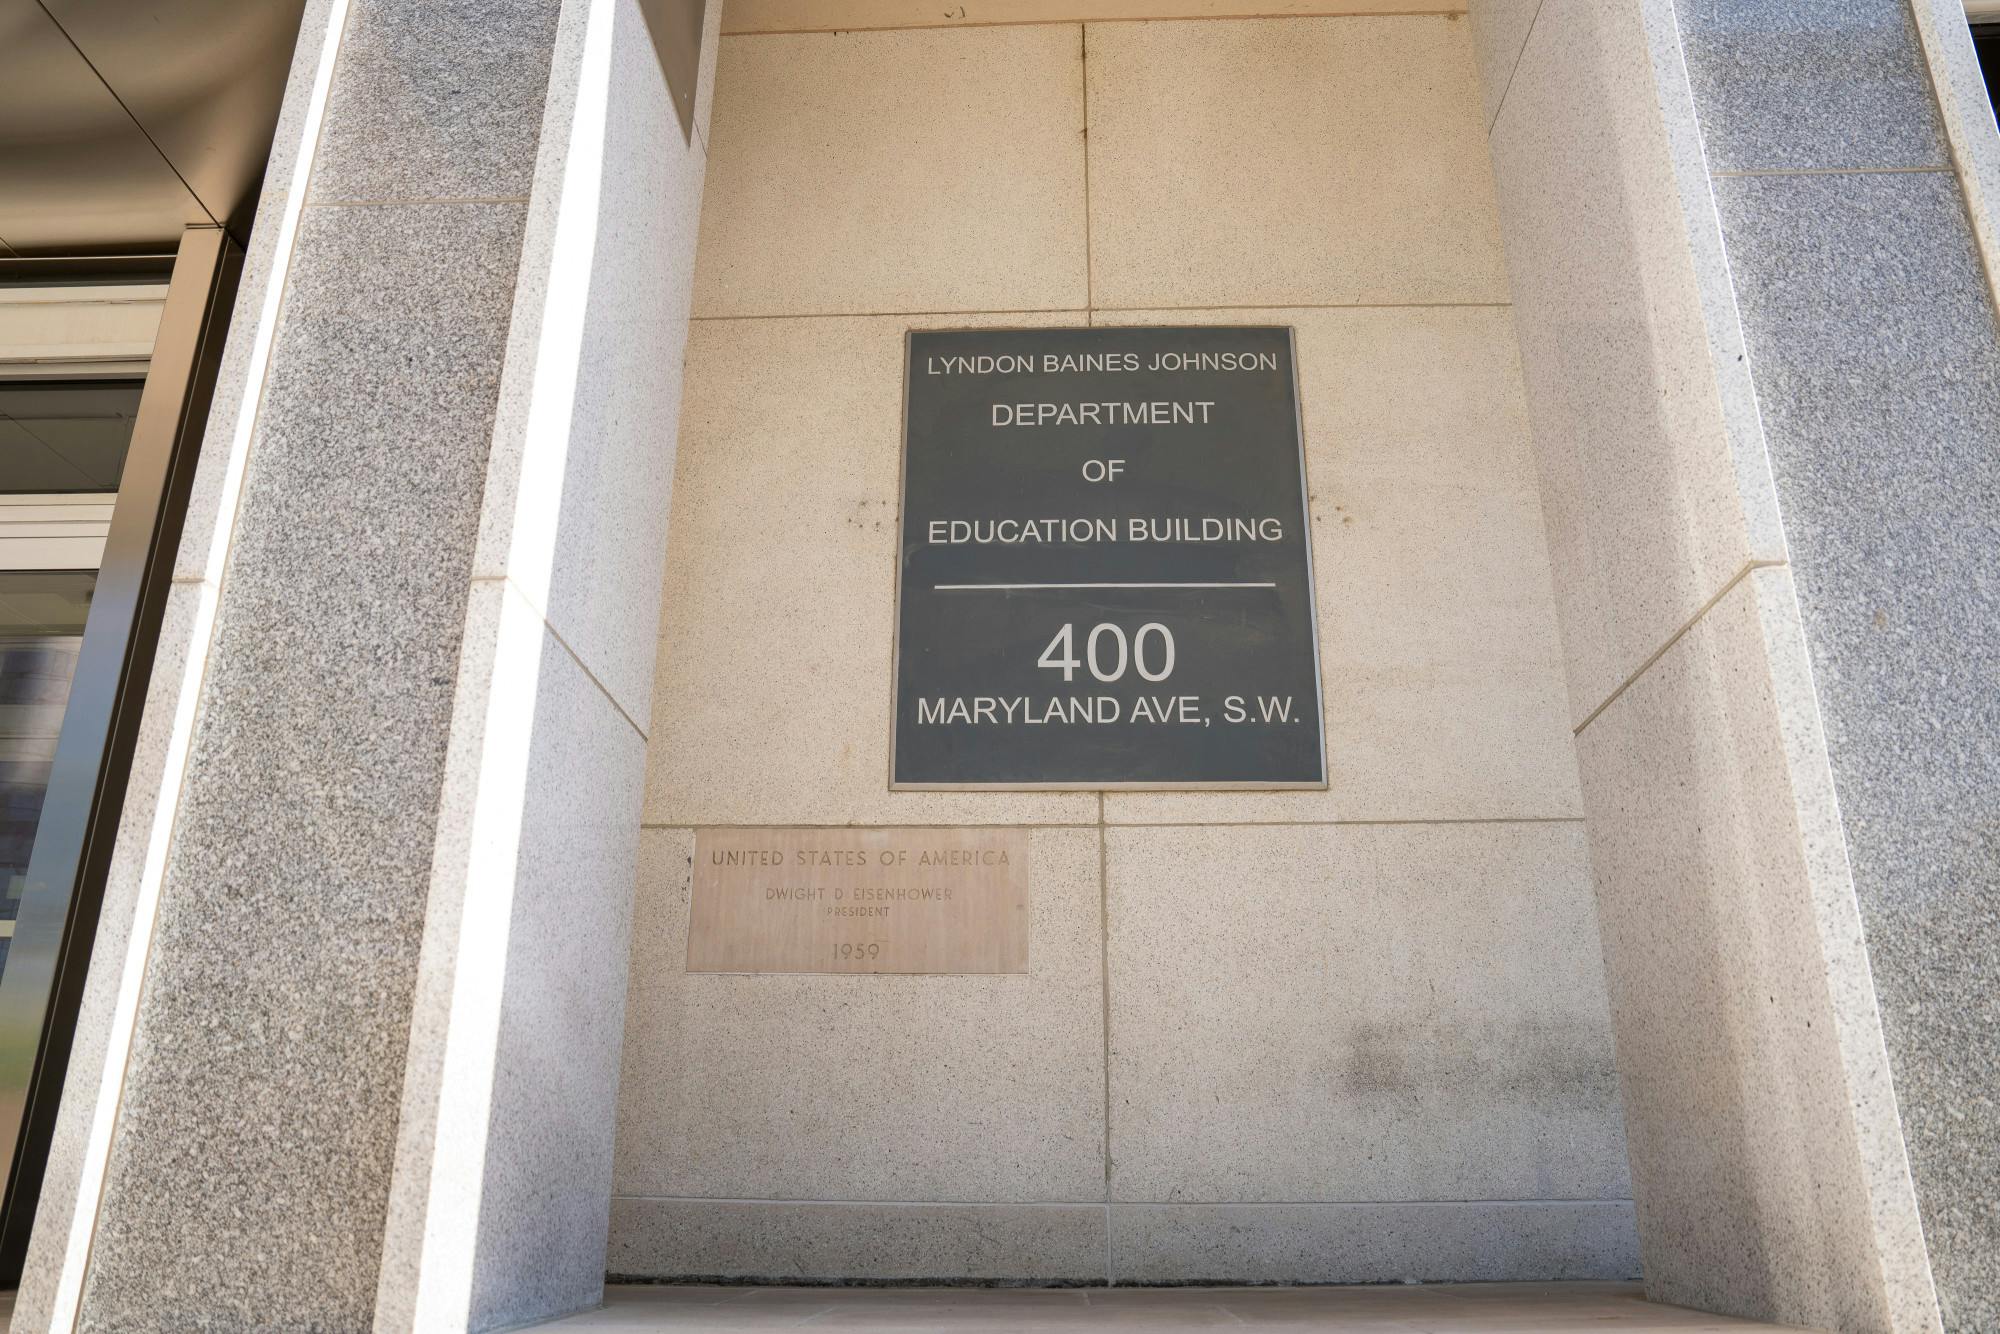 LYNDON BAINES JOHNSON
DEPARTMENT
OF
EDUCATION BUILDING
400
MARYLAND AVE, S.W.
UNITED STATES OF AMERICA
DWIGHT D EISENHOWER
PRESIDENT
1959